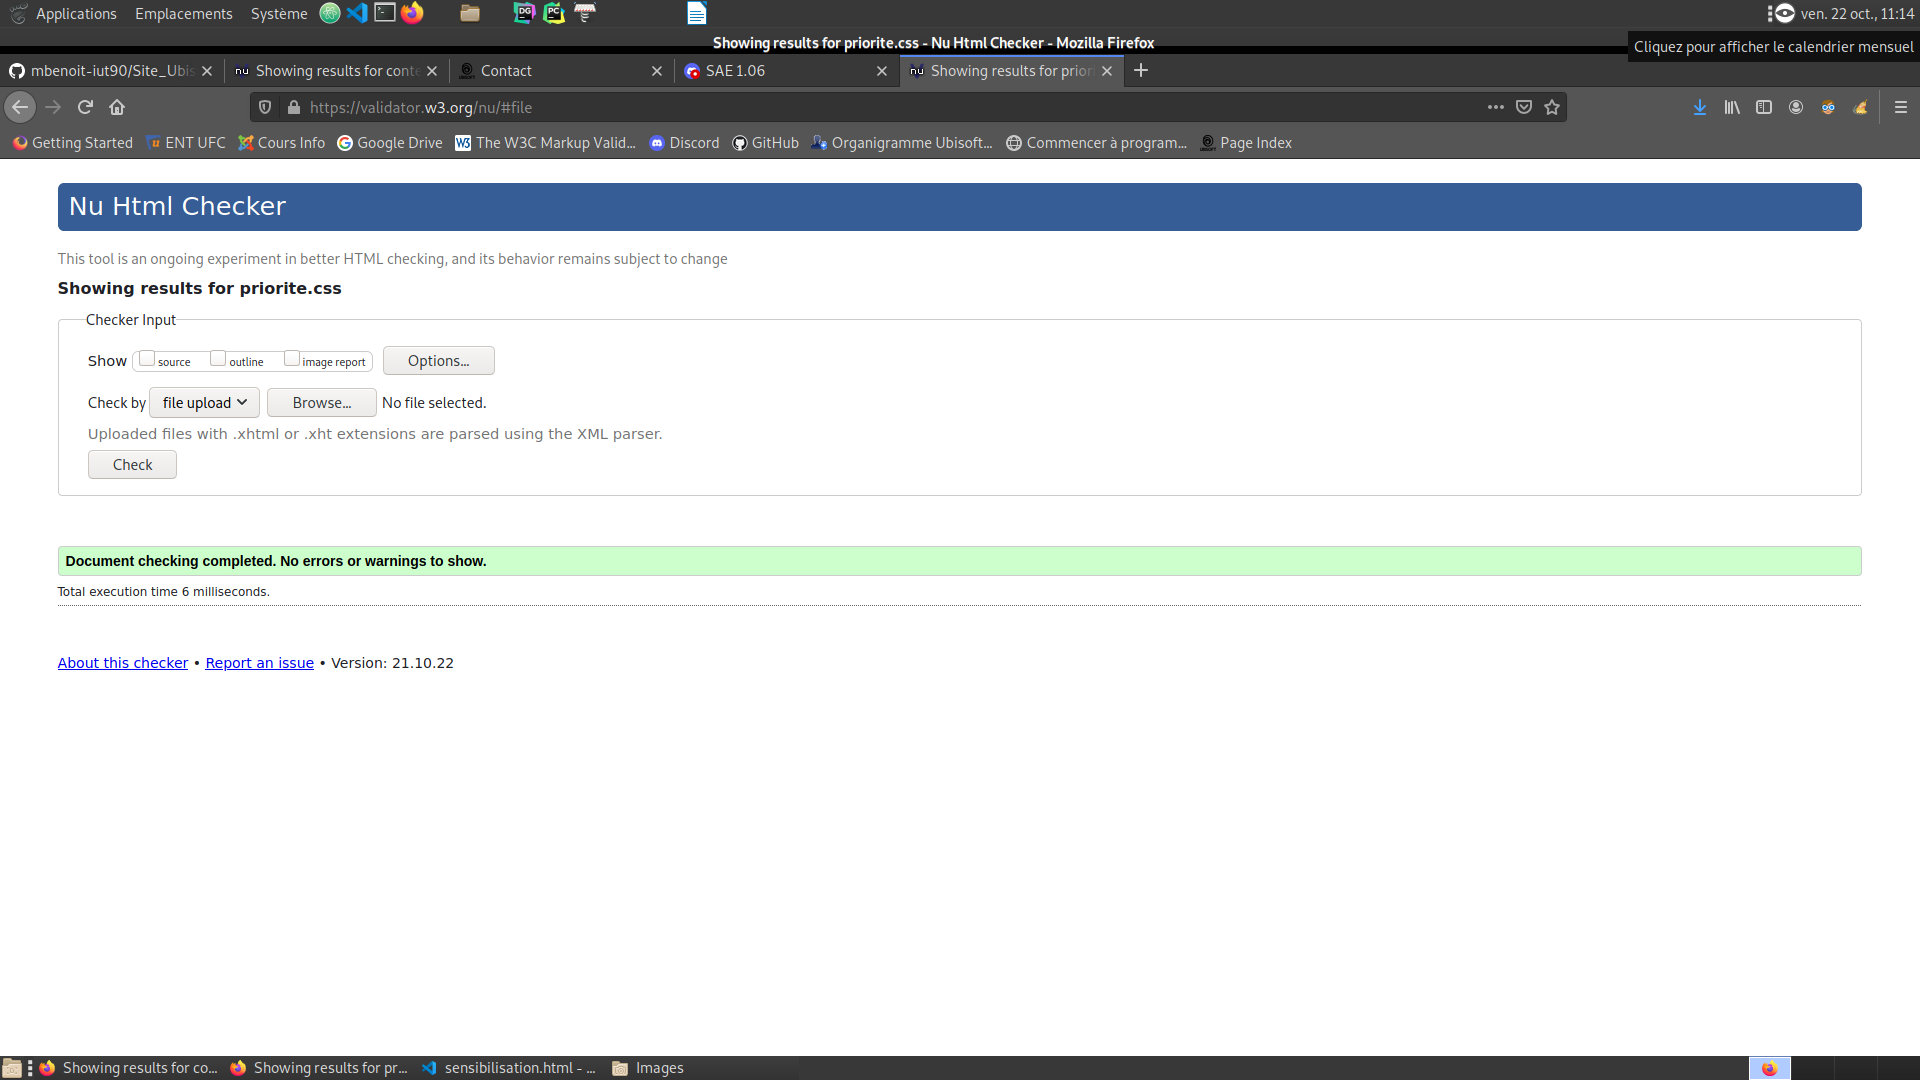 Applications Emplacements Système ven. 22 oct., 11:14
Showing results for priorite.css - Nu Html Checker - Mozilla Firefox
Cliquez pour afficher le calendrier mensuel
mbenoit-iut90/Site_Ubis Showing results for conte Contact SAE 1.06 Showing results for prior
https://validator.w3.org/nu/#file
Getting Started ENT UFC Cours Info Google Drive The W3C Markup Valid... Discord GitHub Organigramme Ubisoft... Commencer à program... Page Index
Nu Html Checker
This tool is an ongoing experiment in better HTML checking, and its behavior remains subject to change
Showing results for priorite.css
Checker Input
Show source outline image report Options...
Check by file upload Browse... No file selected.
Uploaded files with .xhtml or .xht extensions are parsed using the XML parser.
Check
Document checking completed. No errors or warnings to show.
Total execution time 6 milliseconds.
About this checker • Report an issue • Version: 21.10.22
Showing results for co... Showing results for pr... sensibilisation.html - ... Images